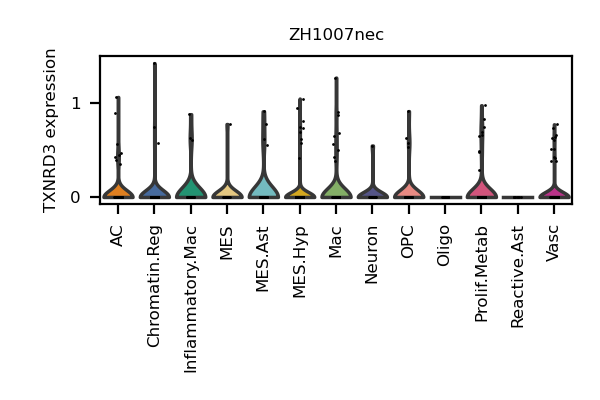 ZH1007nec
TXNRD3 expression
1
0
AC
Chromatin.Reg
Inflammatory.Mac
MES
MES.Ast
MES.Hyp
Mac
Neuron
OPC
Oligo
Prolif.Metab
Reactive.Ast
Vasc